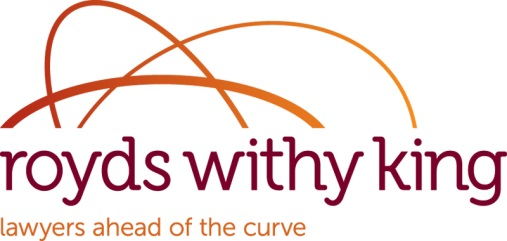 royds withy king
lawyers ahead of the curve